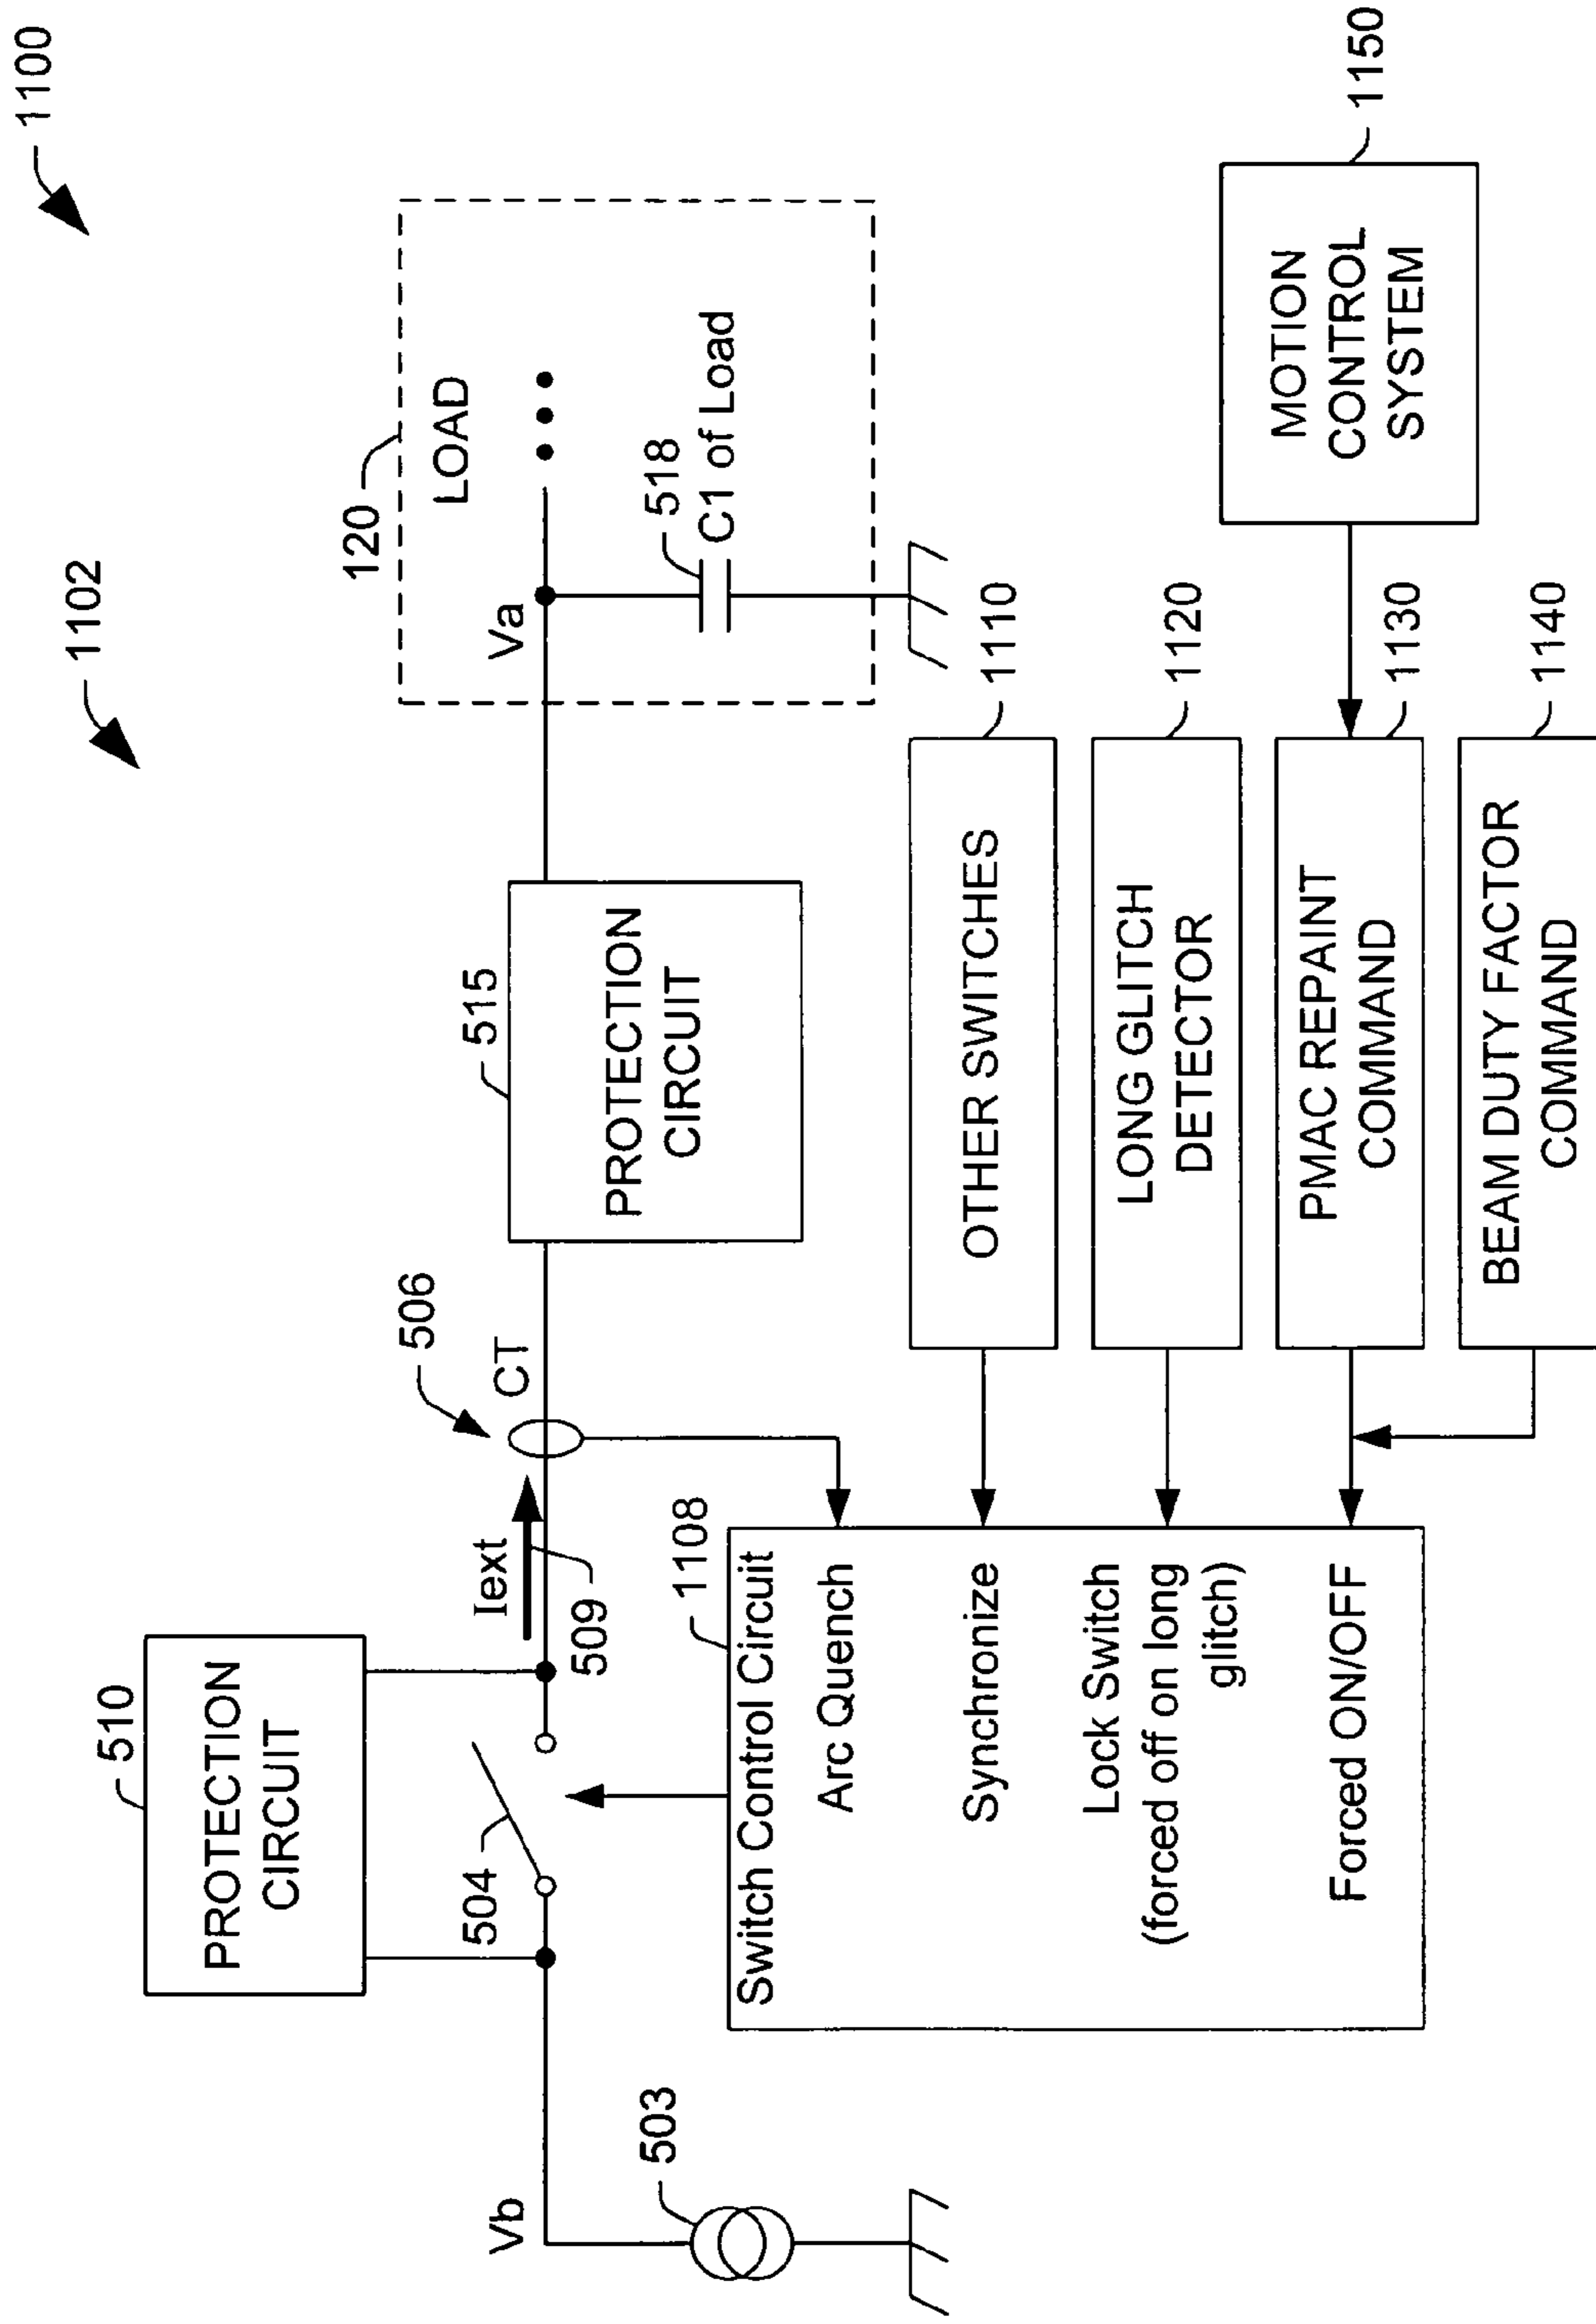 1100
1102
510
PROTECTION
CIRCUIT
Vb
503
504
Iext
509
506
CT
515
PROTECTION
CIRCUIT
Va
120
LOAD
518
C1 of Load
1108
Switch Control Circuit
Arc Quench
Synchronize
Lock Switch
(forced off on long
glitch)
Forced ON/OFF
OTHER SWITCHES
1110
LONG GLITCH
DETECTOR
1120
PMAC REPAINT
COMMAND
1130
BEAM DUTY FACTOR
COMMAND
1140
MOTION
CONTROL
SYSTEM
1150